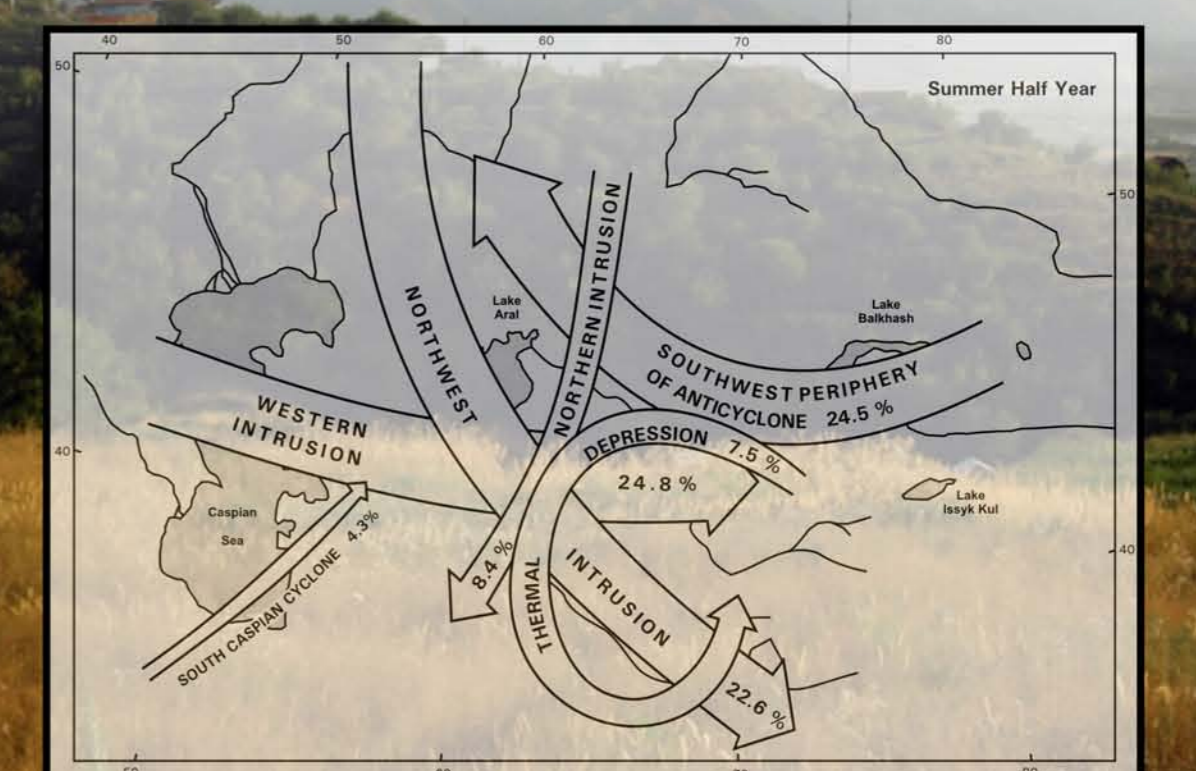 40 50 60 70 80
50
Summer Half Year
50
NORTHERN INTRUSION
NORTHWEST
Lake
Aral
Lake
Balkhash
SOUTHWEST PERIPHERY
OF ANTICYCLONE 24.5 %
WESTERN
INTRUSION
DEPRESSION 7.5 %
40
24.8 %
Lake
Issyk Kul
Caspian
Sea
SOUTH CASPIAN CYCLONE 4.3%
8.4 %
40
THERMAL
INTRUSION
22.6 %